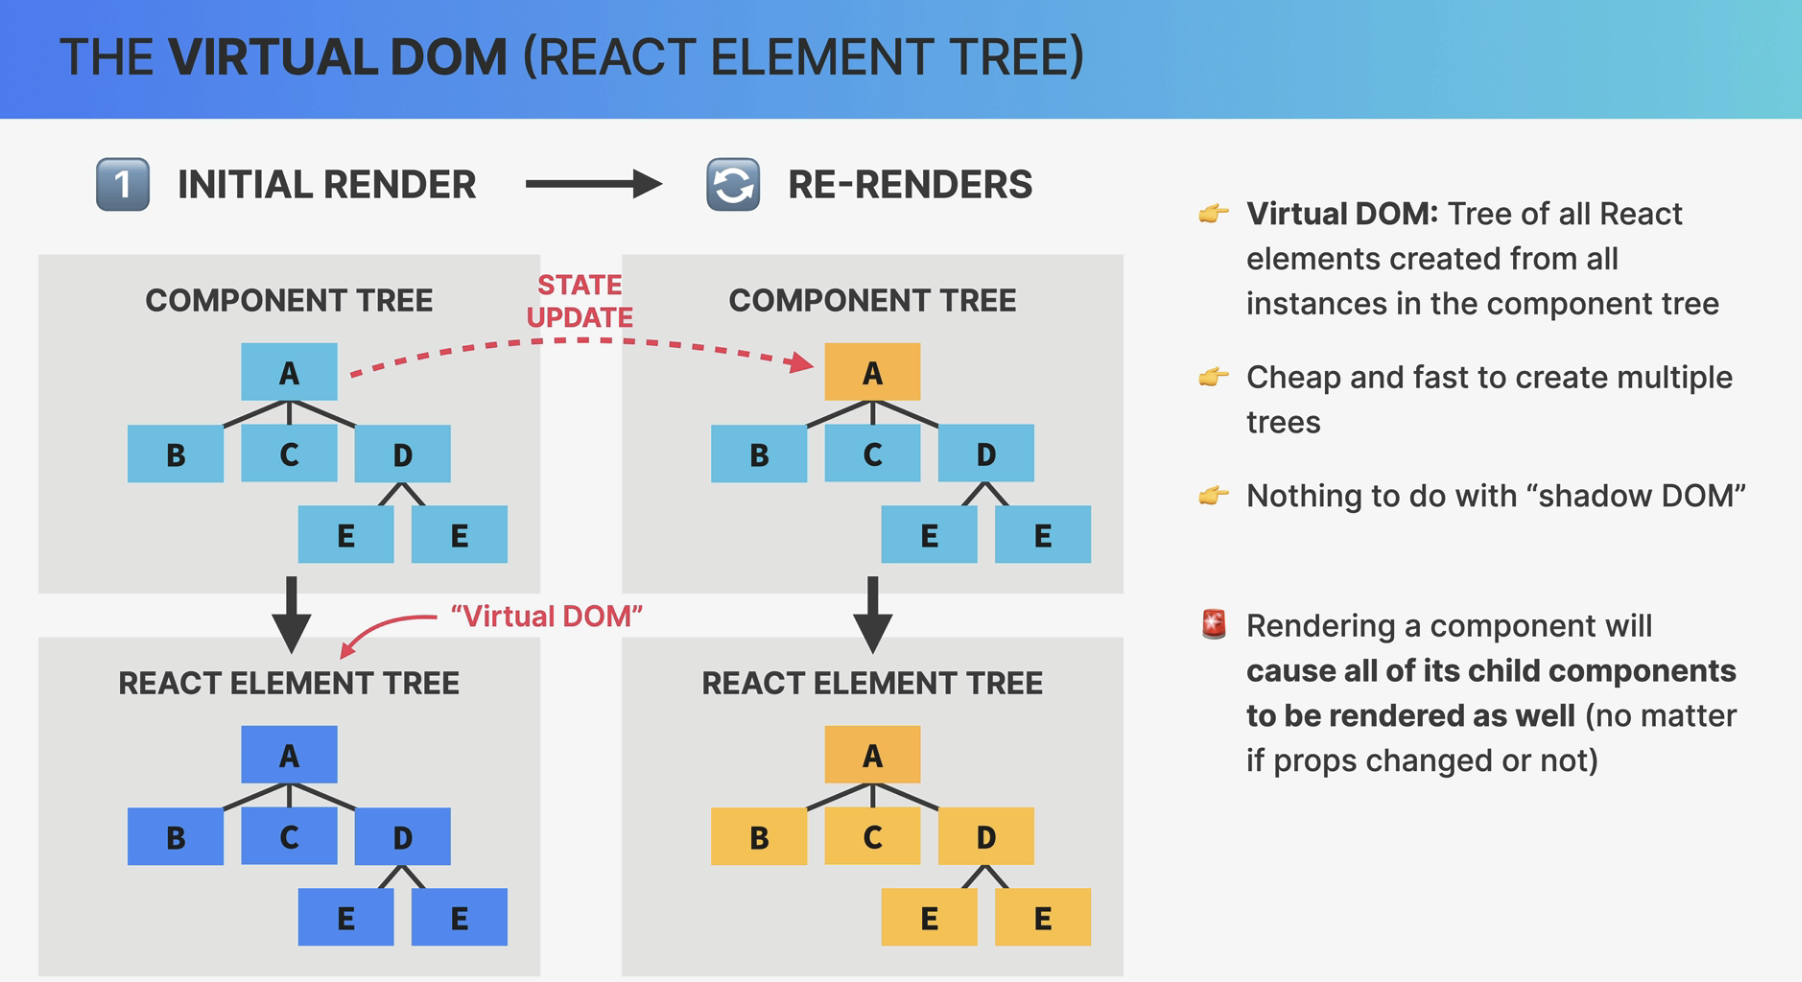 THE VIRTUAL DOM (REACT ELEMENT TREE)
1 INITIAL RENDER
RE-RENDERS
COMPONENT TREE
A
B C D
E E
STATE
UPDATE
COMPONENT TREE
A
B C D
E E
“Virtual DOM”
REACT ELEMENT TREE
A
B C D
E E
REACT ELEMENT TREE
A
B C D
E E
Virtual DOM: Tree of all React
elements created from all
instances in the component tree
Cheap and fast to create multiple
trees
Nothing to do with “shadow DOM”
Rendering a component will
cause all of its child components
to be rendered as well (no matter
if props changed or not)